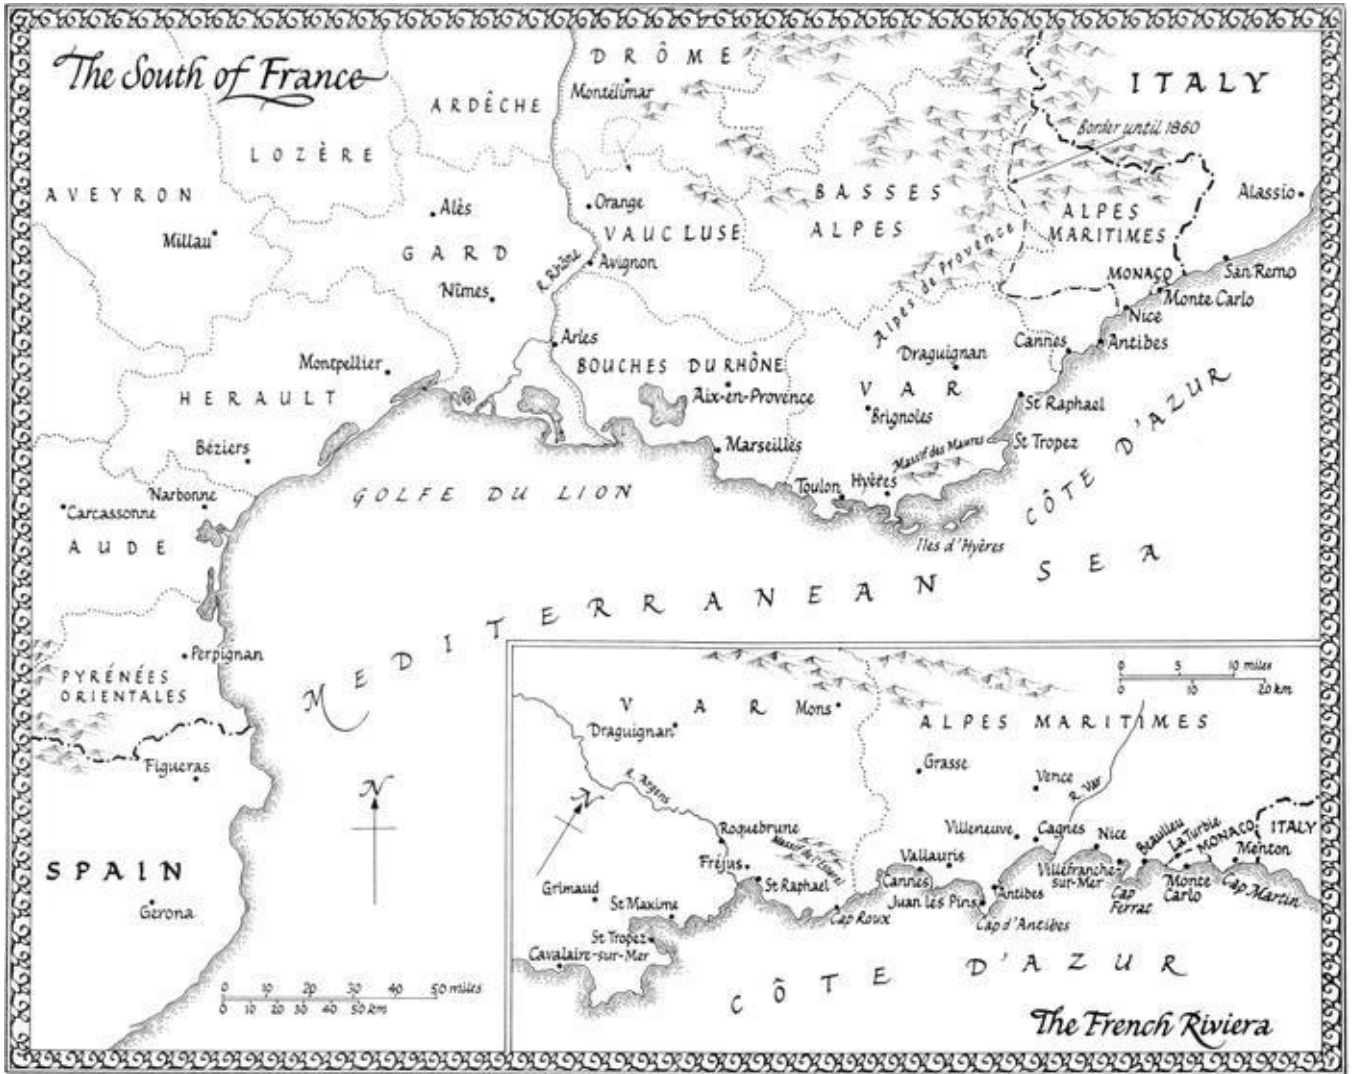 The South of France
DRÔME
Montélimar
ITALY
ARDÈCHE
LOZÈRE
Border until 1860
AVEYRON
Millau
Alès
Orange
BASSES
ALPES
Alassio
ALPES
MARITIMES
GARD
VAUCLUSE
Avignon
R. Rhône
Nîmes
Alpes de Provence
MONACO
San Remo
Monte Carlo
Nice
Arles
Cannes
Antibes
Montpellier
BOUCHES DU RHÔNE
Draguignan
HERAULT
Aix-en-Provence
VAR
Brignoles
St Raphael
CÔTE D'AZUR
Béziers
Marseilles
Massif des Maures
St Tropez
Narbonne
GOLFE DU LION
Toulon
Hyères
Carcassonne
AUDE
Iles d'Hyères
MEDITERRANEAN SEA
Perpignan
PYRÉNÉES
ORIENTALES
Figueras
N
SPAIN
Gerona
0 10 20 30 40 50 miles
0 10 20 30 40 50 km
0 5 10 miles
0 10 20 km
VAR
Mons
ALPES MARITIMES
Draguignan
Grasse
Vence
R. Argens
R. Var
N
Roquebrune
Massif de l'Esterel
Villeneuve
Cagnes
Nice
Beaulieu
La Turbie
MONACO
ITALY
Menton
Fréjus
Vallauris
Villefranche-
sur-Mer
Grimaud
St Raphael
Cannes
Antibes
Cap
Ferrat
Monte
Carlo
Cap Martin
St Maxime
Juan les Pins
Cap Roux
Cap d'Antibes
St Tropez
Cavalaire-sur-Mer
CÔTE D'AZUR
The French Riviera